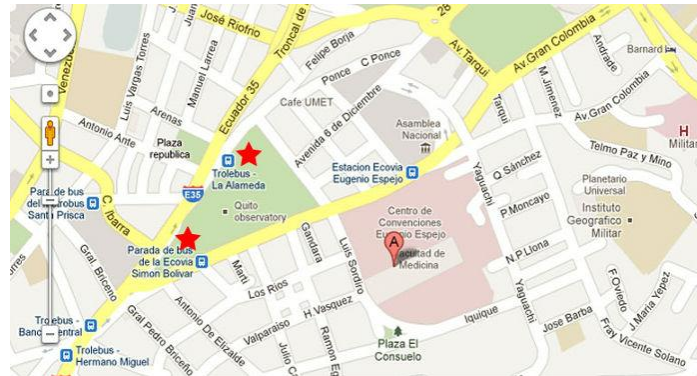 José Riofrio
Troncal de
28
Venezuela
Luis Vargas Torres
Manuel Larrea
Ecuador 35
Felipe Borja
Ponce
C Ponce
Av.Tarqui
Av.Gran Colombia
Andrade
Barnard
Arenas
Cafe UMET
Avenida 6 de Diciembre
Asamblea
Nacional
Tarqui
M Jimenez
Av.Gran Colombia
H
Militar
Antonio Ante
Plaza
republica
Trolebus -
La Alameda
Estacion Ecovia
Eugenio Espejo
Yaguachi
Q Sánchez
Telmo Paz y Mino
E35
Quito
observatory
Planetario
Universal
Parada de bus
del Trolebus
Santa Prisca
C. Ibarra
P Moncayo
Instituto
Geografico
Militar
Centro de
Convenciones
Eugenio Espejo
A
Facultad de
Medicina
Parada de bus
de la Ecovia
Simon Bolivar
Gandara
Luis Sordiro
N.P Llona
Gral. Briceno
Marti
Los Rios
H Vasquez
Yaguachi
F.Oviedo
J.Maria Yepez
Antonio De Elizalde
Valparaiso
Iquique
Jose Barba
Fray Vicente Solano
Trolebus -
Banco Central
Gral Pedro Briceño
Julio C
Ramon Eg
Plaza El
Consuelo
Trolebus -
Hermano Miguel